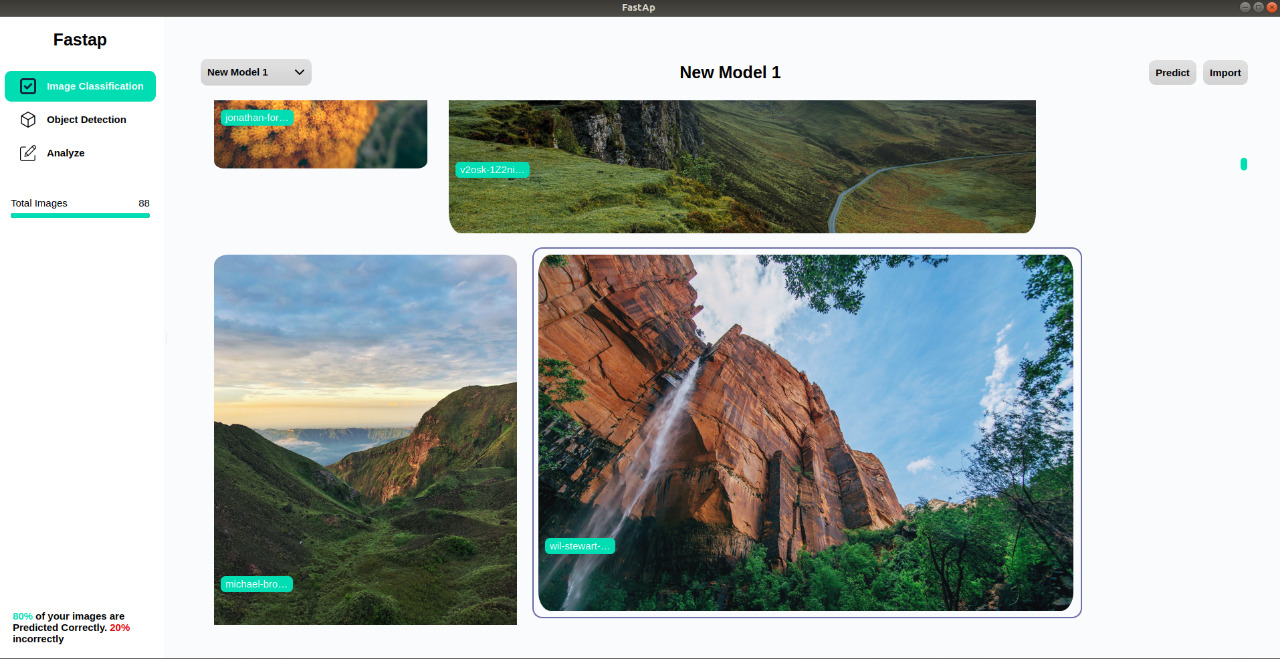 FastAp
Fastap
Image Classification
Object Detection
Analyze
Total Images 88
80% of your images are
Predicted Correctly. 20%
incorrectly
New Model 1
New Model 1
Predict
Import
jonathan-for...
v2osk-1Z2ni...
michael-bro...
wil-stewart-...